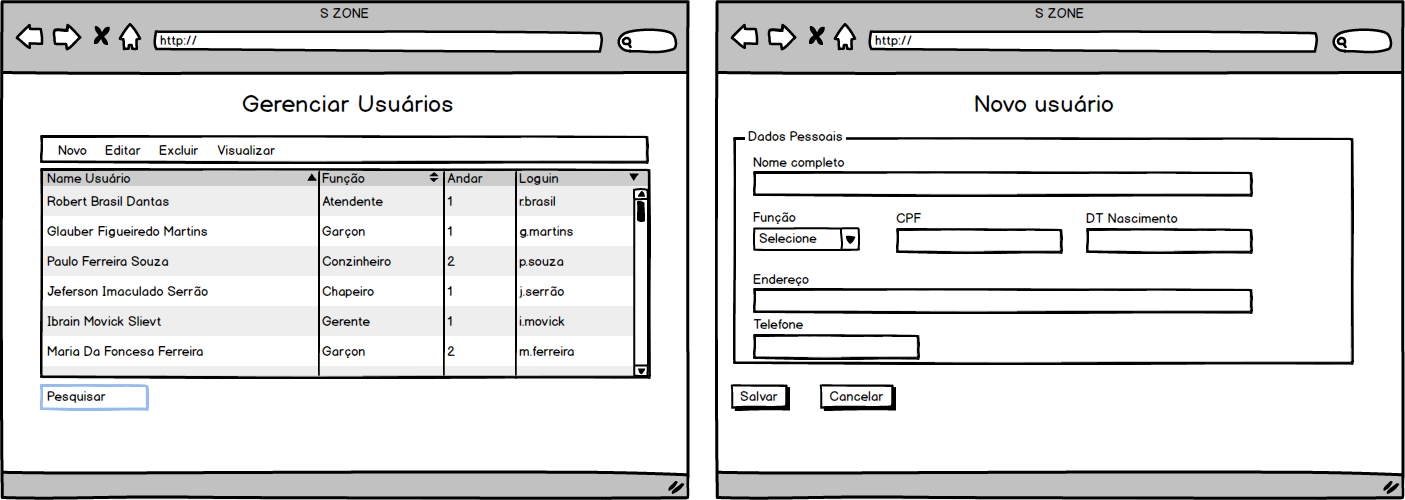 S ZONE
http://
Gerenciar Usuários
Novo Editar Excluir Visualizar
Name Usuário Função Andar Loguin
Robert Brasil Dantas Atendente 1 r.brasil
Glauber Figueiredo Martins Garçon 1 g.martins
Paulo Ferreira Souza Conzinheiro 2 p.souza
Jeferson Imaculado Serrão Chapeiro 1 j.serrão
Ibrain Movick Slievt Gerente 1 i.movick
Maria Da Foncesa Ferreira Garçon 2 m.ferreira
Pesquisar
S ZONE
http://
Novo usuário
Dados Pessoais
Nome completo
Função CPF DT Nascimento
Selecione
Endereço
Telefone
Salvar Cancelar